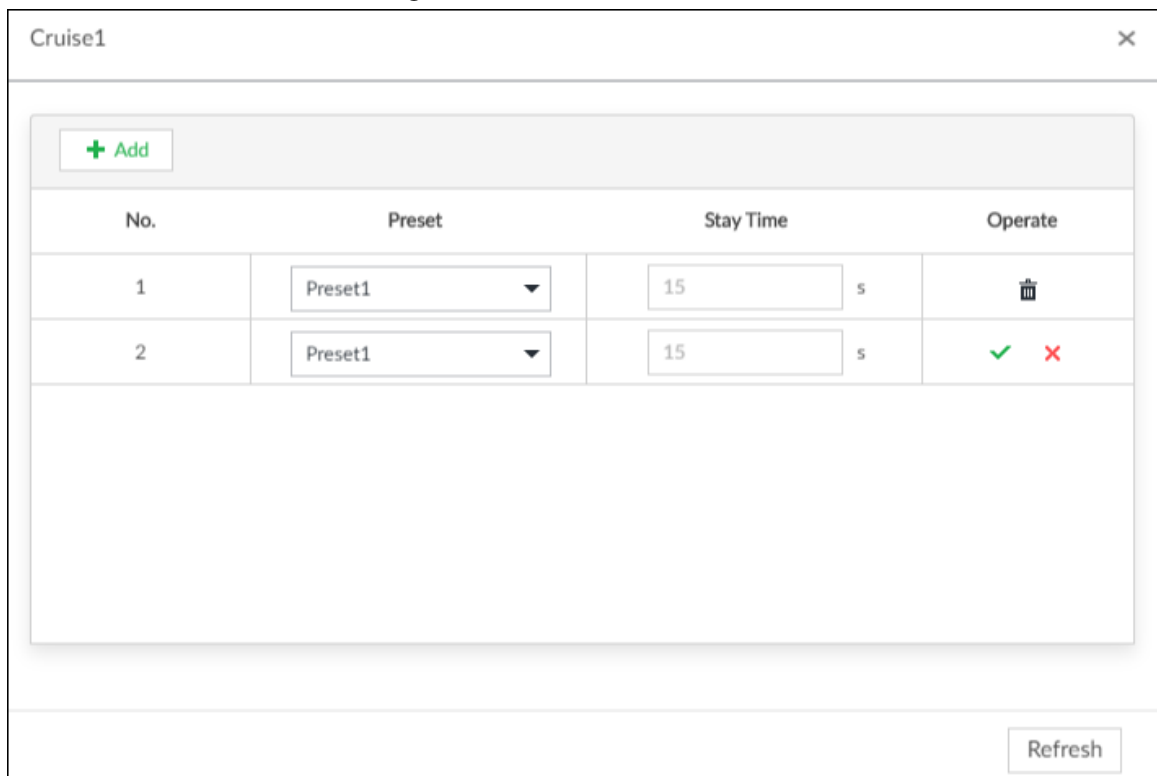 Cruise1
Add
No. Preset Stay Time Operate
1 Preset1 15 s
2 Preset1 15 s
Refresh